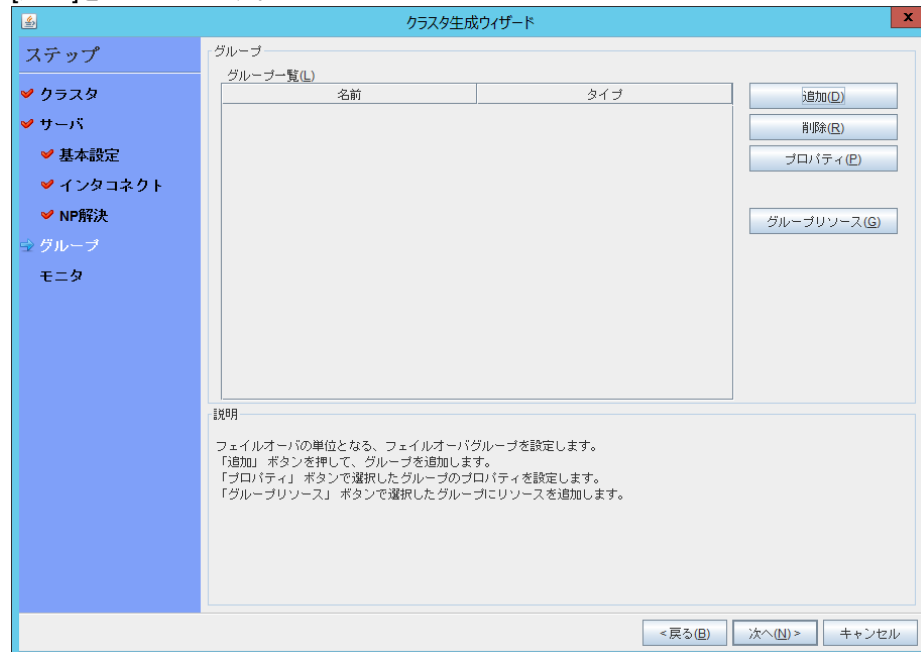 クラスタ生成ウィザード
x
ステップ
クラスタ
サーバ
基本設定
インタコネクト
NP解決
グループ
モニタ
グループ
グループ一覧(L)
名前 タイプ
追加(D)
削除(R)
プロパティ(P)
グループリソース(G)
説明
フェイルオーバの単位となる、フェイルオーバグループを設定します。
「追加」 ボタンを押して、グループを追加します。
「プロパティ」 ボタンで選択したグループのプロパティを設定します。
「グループリソース」 ボタンで選択したグループにリソースを追加します。
<戻る(B) 次へ(N)> キャンセル